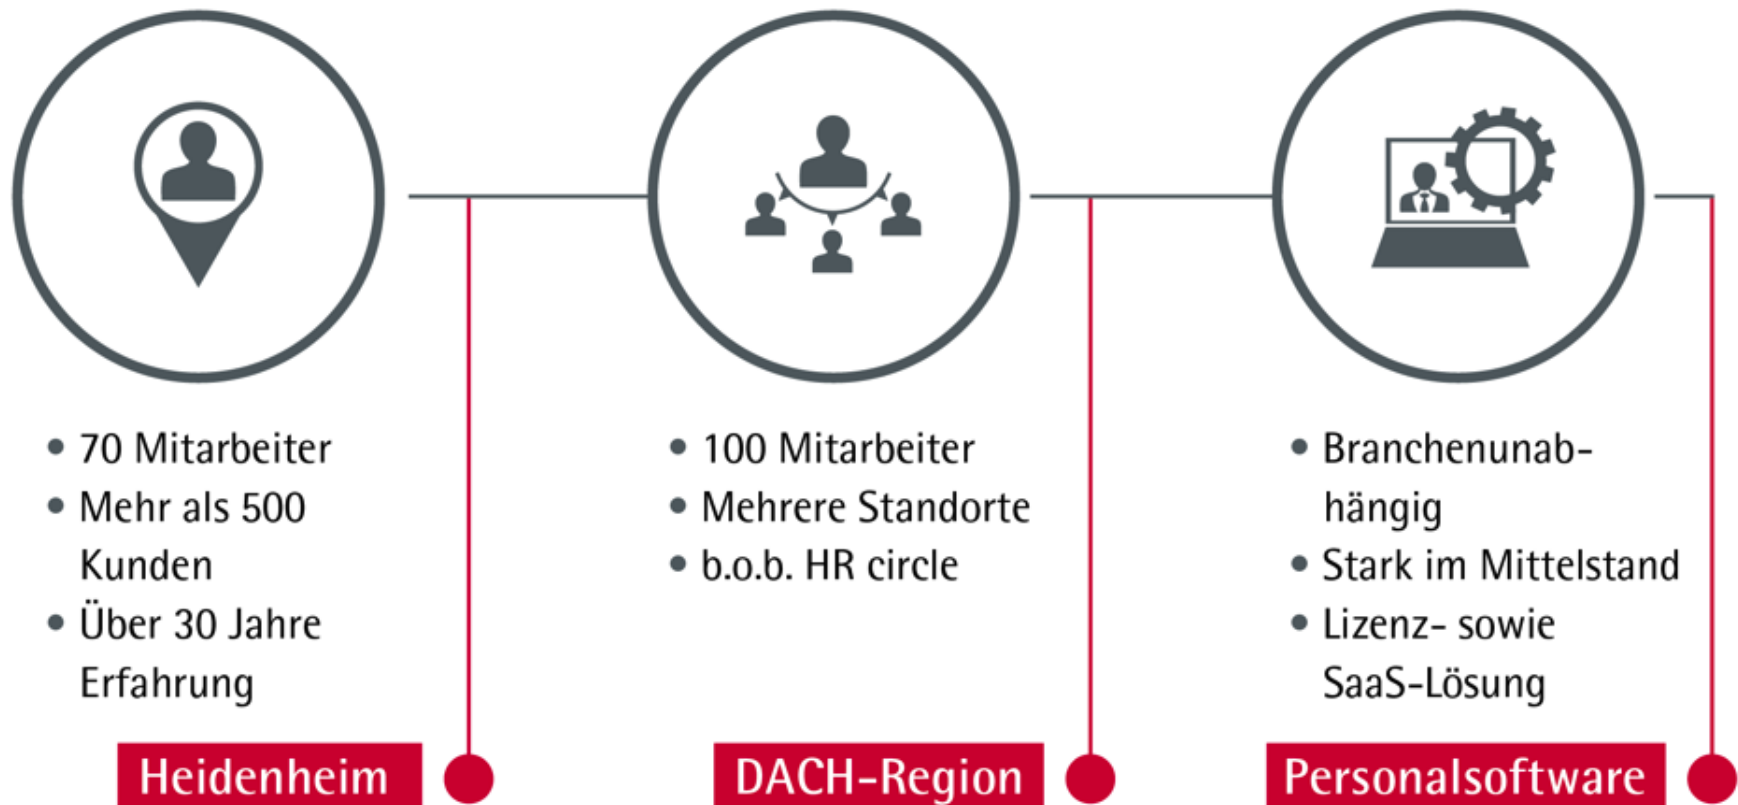 • 70 Mitarbeiter
• Mehr als 500
Kunden
• Über 30 Jahre
Erfahrung
Heidenheim
• 100 Mitarbeiter
• Mehrere Standorte
• b.o.b. HR circle
DACH-Region
• Branchenunab-
hängig
• Stark im Mittelstand
• Lizenz- sowie
SaaS-Lösung
Personalsoftware